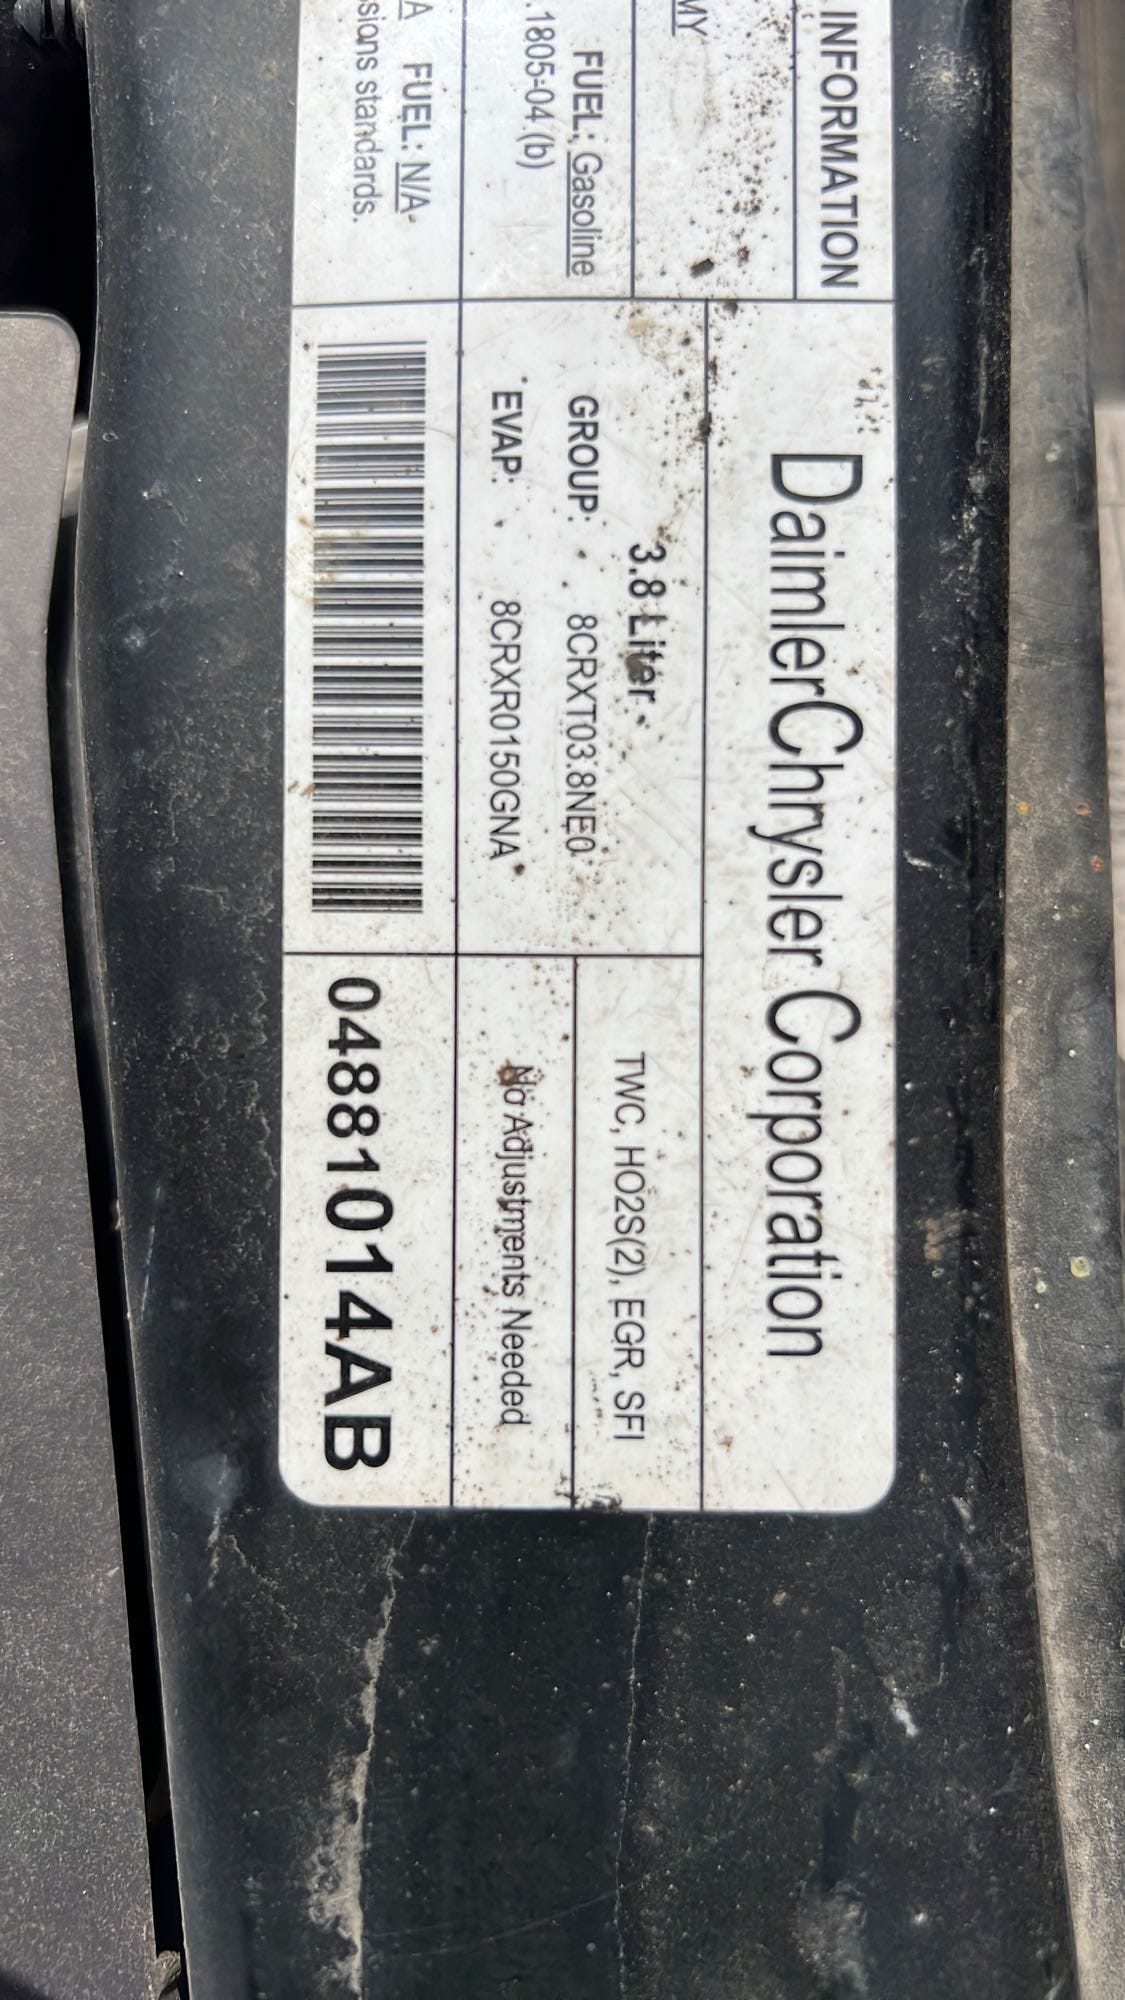 INFORMATION
MY
FUEL: Gasoline
.1805-04 (b)
A FUEL: N/A
sions standards.
DaimlerChrysler Corporation
3.8 Liter
GROUP: 8CRXT03.8NE0
EVAP: 8CRXR0150GNA
TWC, HO2S(2), EGR, SFI
No Adjustments Needed
04881014AB